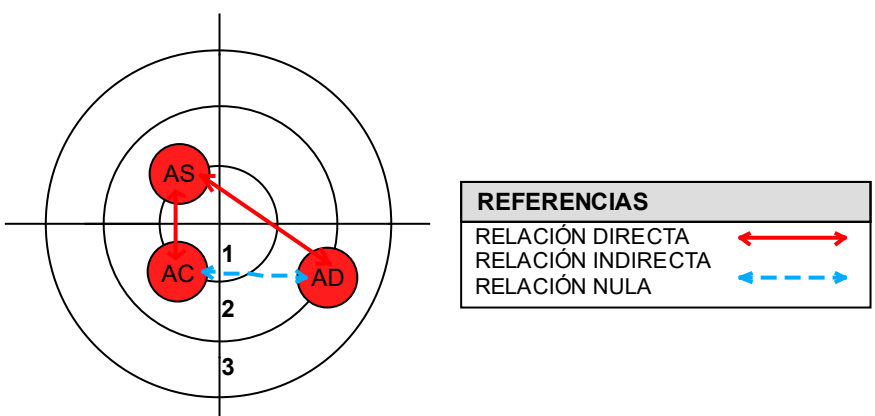 AS
AC
AD
1
2
3
REFERENCIAS
RELACIÓN DIRECTA
RELACIÓN INDIRECTA
RELACIÓN NULA